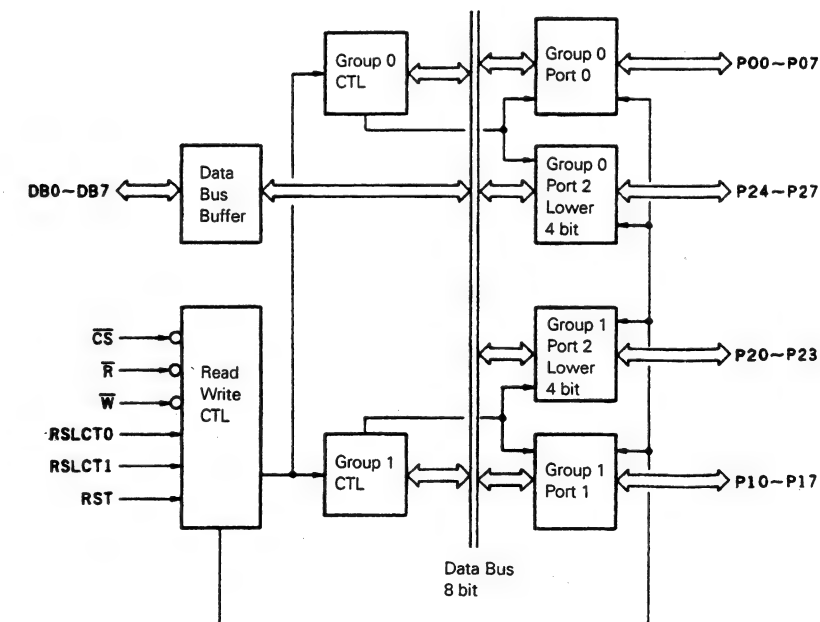 Group 0
CTL
Group 0
Port 0
P00~P07
DB0~DB7
Data
Bus
Buffer
Group 0
Port 2
Lower
4 bit
P24~P27
C̅S̅
R̅
W̅
RSLCT0
RSLCT1
RST
Read
Write
CTL
Group 1
Port 2
Lower
4 bit
P20~P23
Group 1
CTL
Group 1
Port 1
P10~P17
Data Bus
8 bit